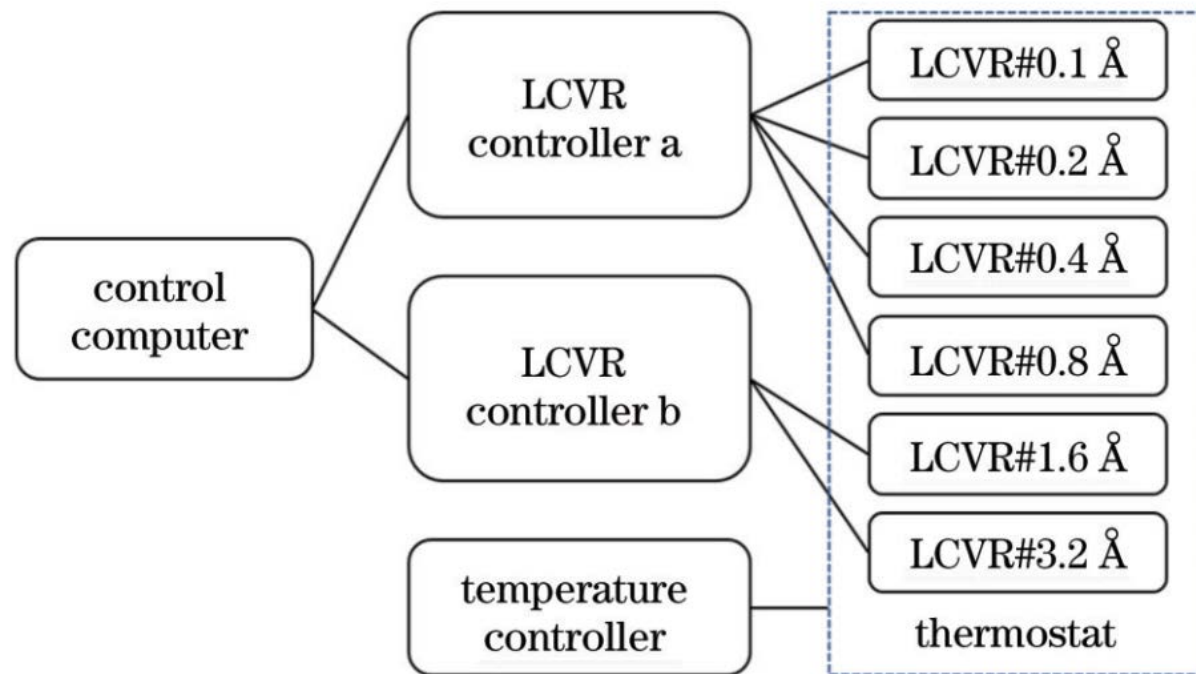 control
computer
LCVR
controller a
LCVR
controller b
temperature
controller
LCVR#0.1 Å
LCVR#0.2 Å
LCVR#0.4 Å
LCVR#0.8 Å
LCVR#1.6 Å
LCVR#3.2 Å
thermostat